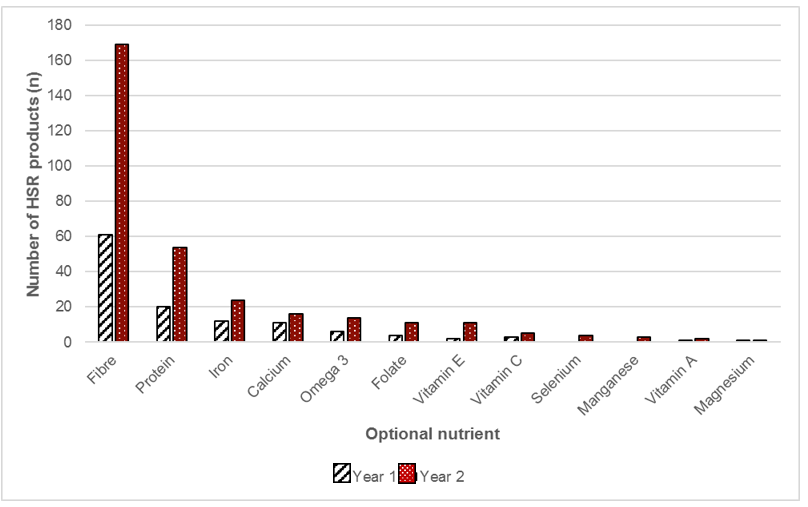 Number of HSR products (n)
180
160
140
120
100
80
60
40
20
0
Fibre
Protein
Iron
Calcium
Omega 3
Folate
Vitamin E
Vitamin C
Selenium
Manganese
Vitamin A
Magnesium
Optional nutrient
Year 1 Year 2